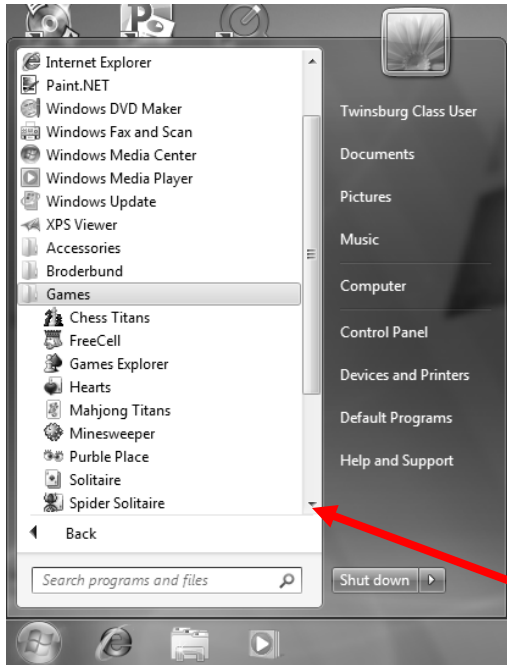 Internet Explorer
Paint.NET
Windows DVD Maker
Windows Fax and Scan
Windows Media Center
Windows Media Player
Windows Update
XPS Viewer
Accessories
Broderbund
Games
Chess Titans
FreeCell
Games Explorer
Hearts
Mahjong Titans
Minesweeper
Purble Place
Solitaire
Spider Solitaire
Back
Search programs and files
Twinsburg Class User
Documents
Pictures
Music
Computer
Control Panel
Devices and Printers
Default Programs
Help and Support
Shut down